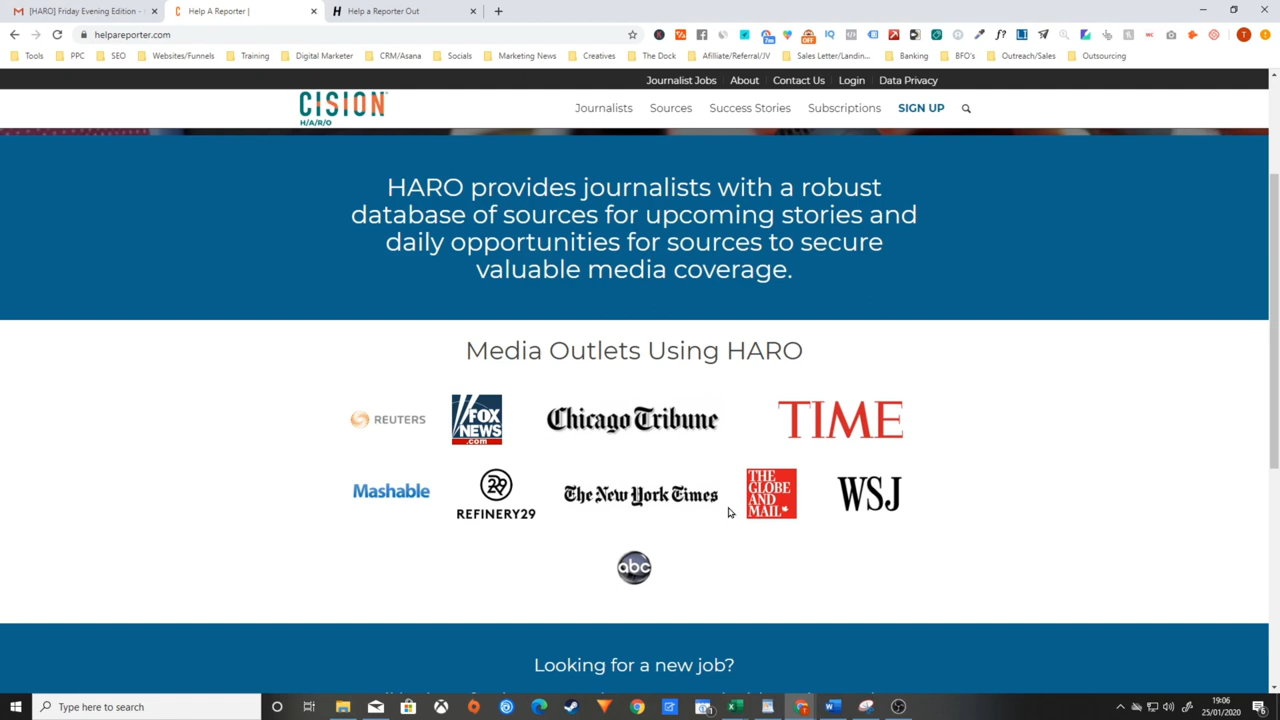 [HARO] Friday Evening Edition -
Help A Reporter |
Help a Reporter Out
helpareporter.com
Tools
PPC
SEO
Websites/Funnels
Training
Digital Marketer
CRM/Asana
Socials
Marketing News
Creatives
The Dock
Afilliate/Referral/JV
Sales Letter/Landin...
Banking
BFO's
Outreach/Sales
Outsourcing
Journalist Jobs
About
Contact Us
Login
Data Privacy
CISION
H/A/R/O
Journalists
Sources
Success Stories
Subscriptions
SIGN UP
HARO provides journalists with a robust
database of sources for upcoming stories and
daily opportunities for sources to secure
valuable media coverage.
Media Outlets Using HARO
REUTERS
FOX
NEWS
.com
Chicago Tribune
TIME
Mashable
29
REFINERY29
The New York Times
THE
GLOBE
AND
MAIL
WSJ
abc
Looking for a new job?
Type here to search
19:06
25/01/2020